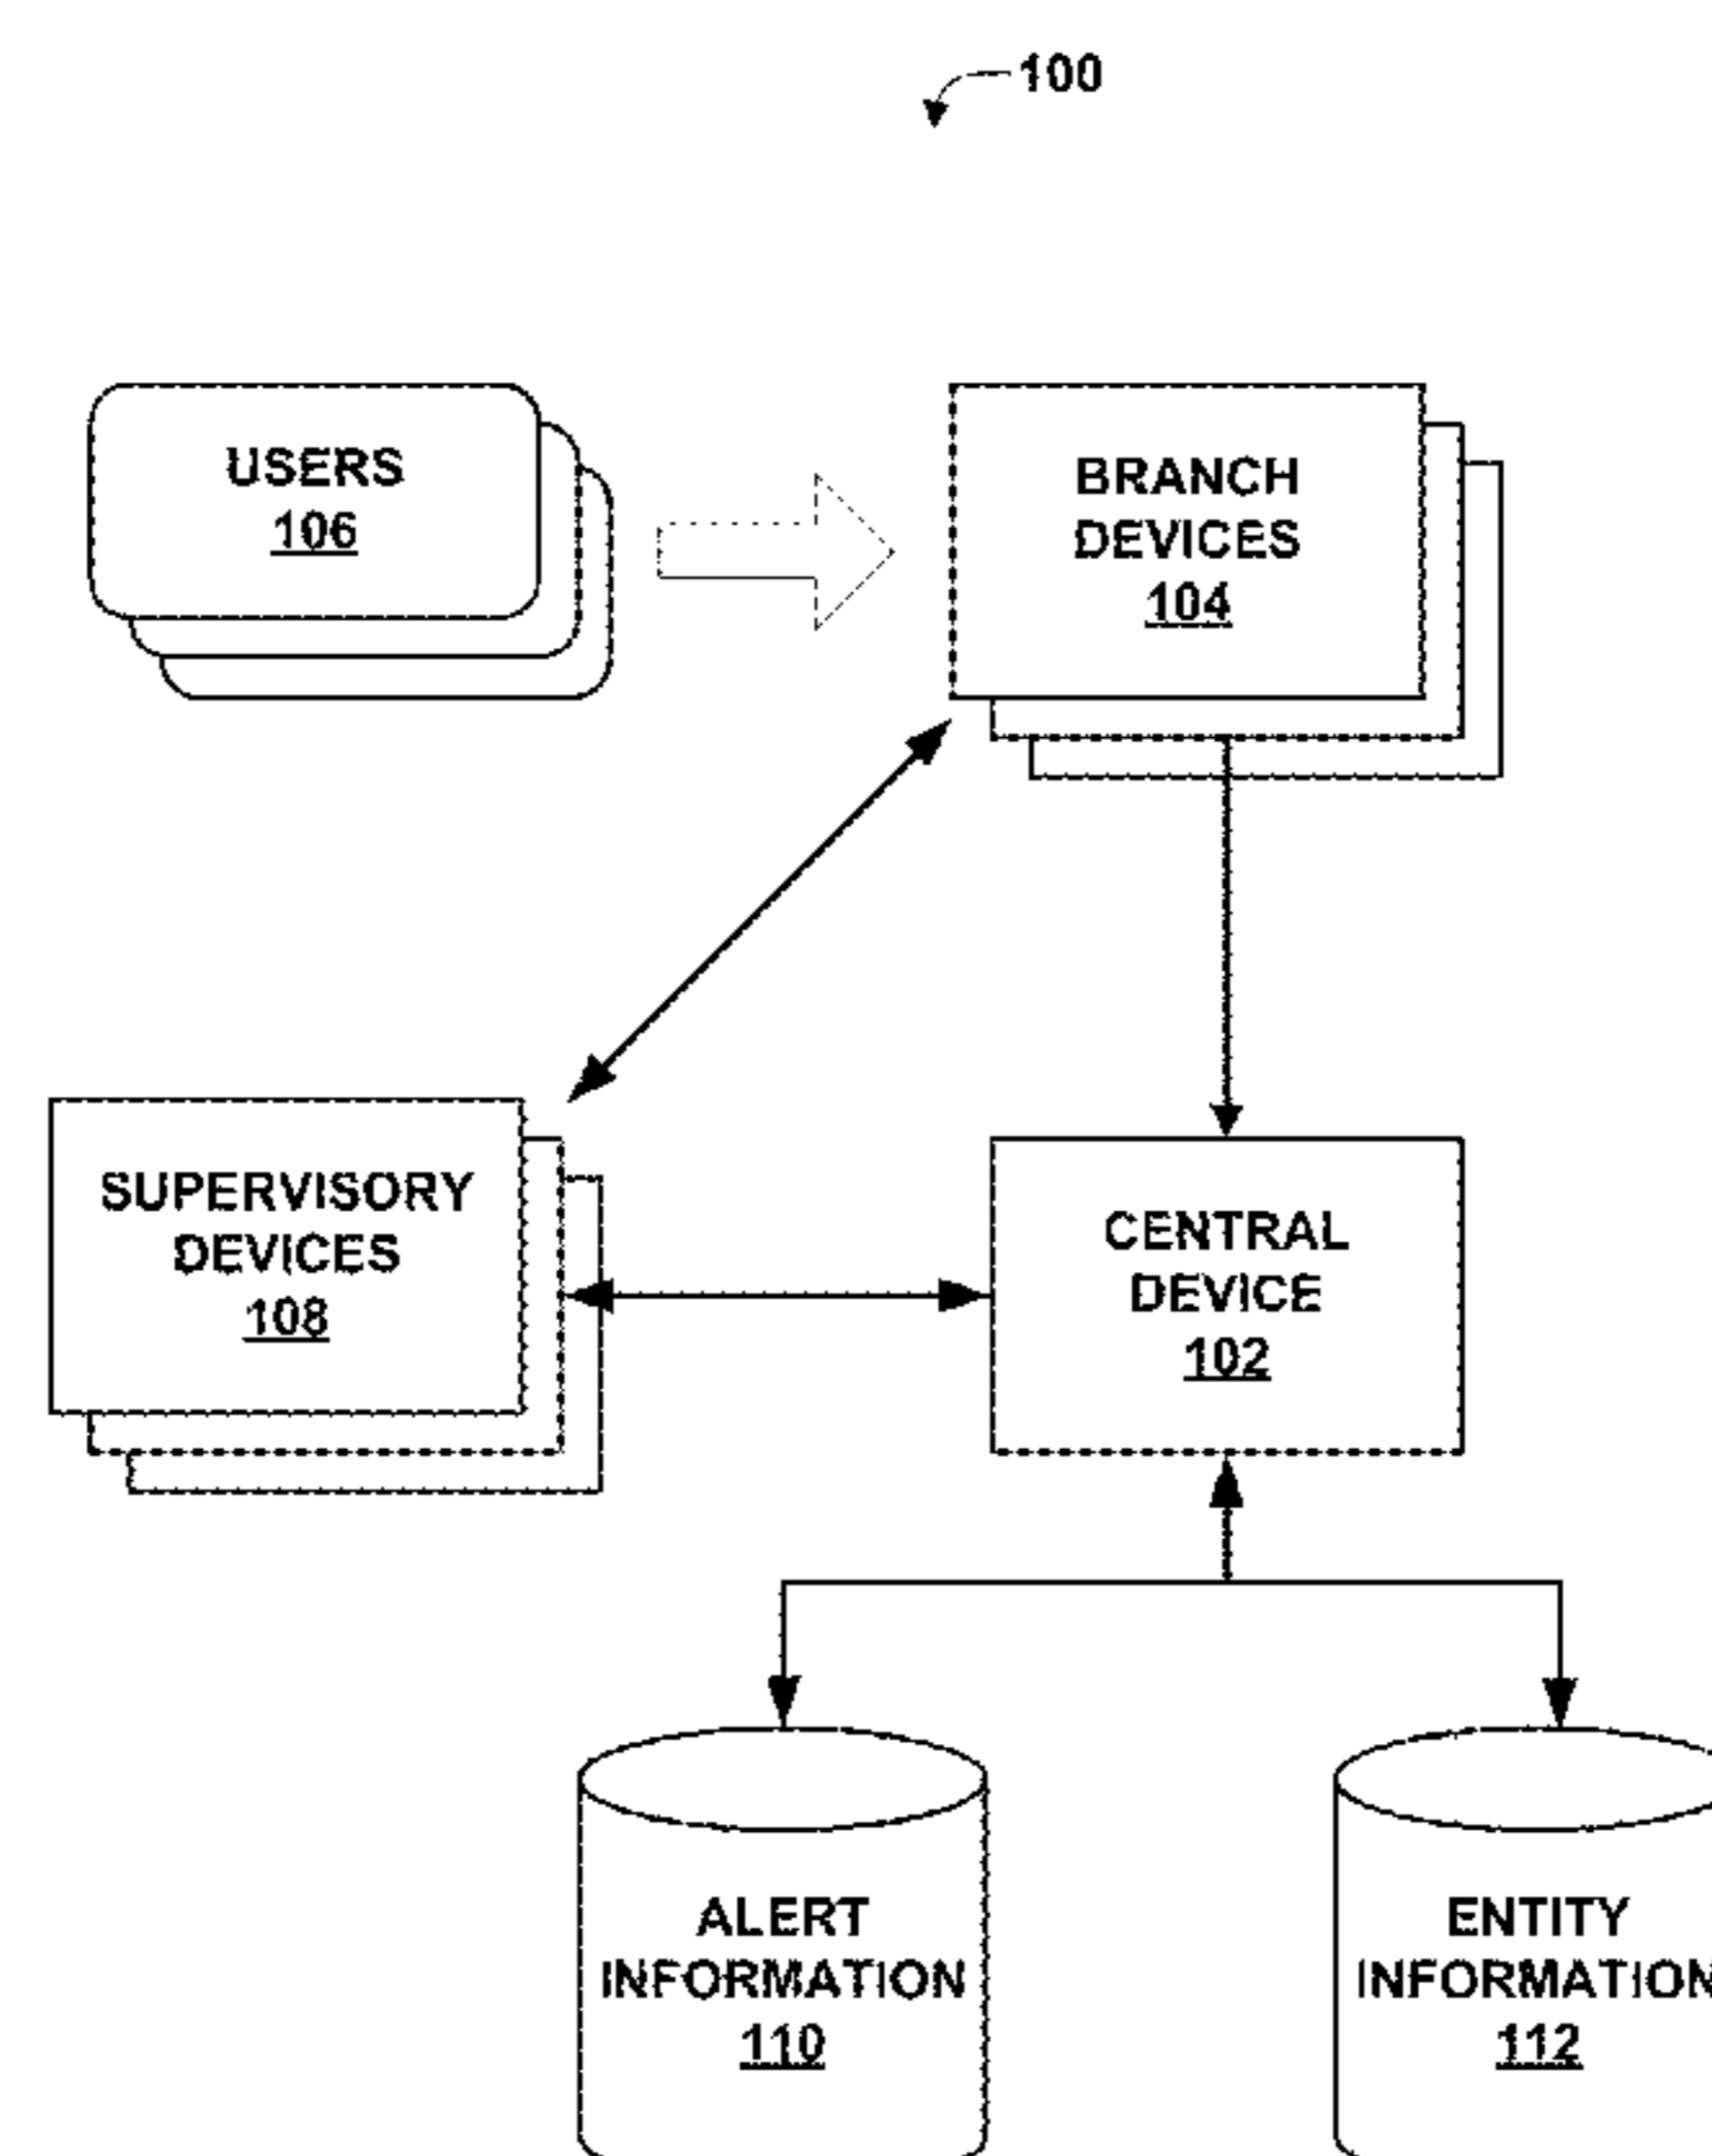 100
USERS
106
BRANCH
DEVICES
104
SUPERVISORY
DEVICES
108
CENTRAL
DEVICE
102
ALERT
INFORMATION
110
ENTITY
INFORMATION
112